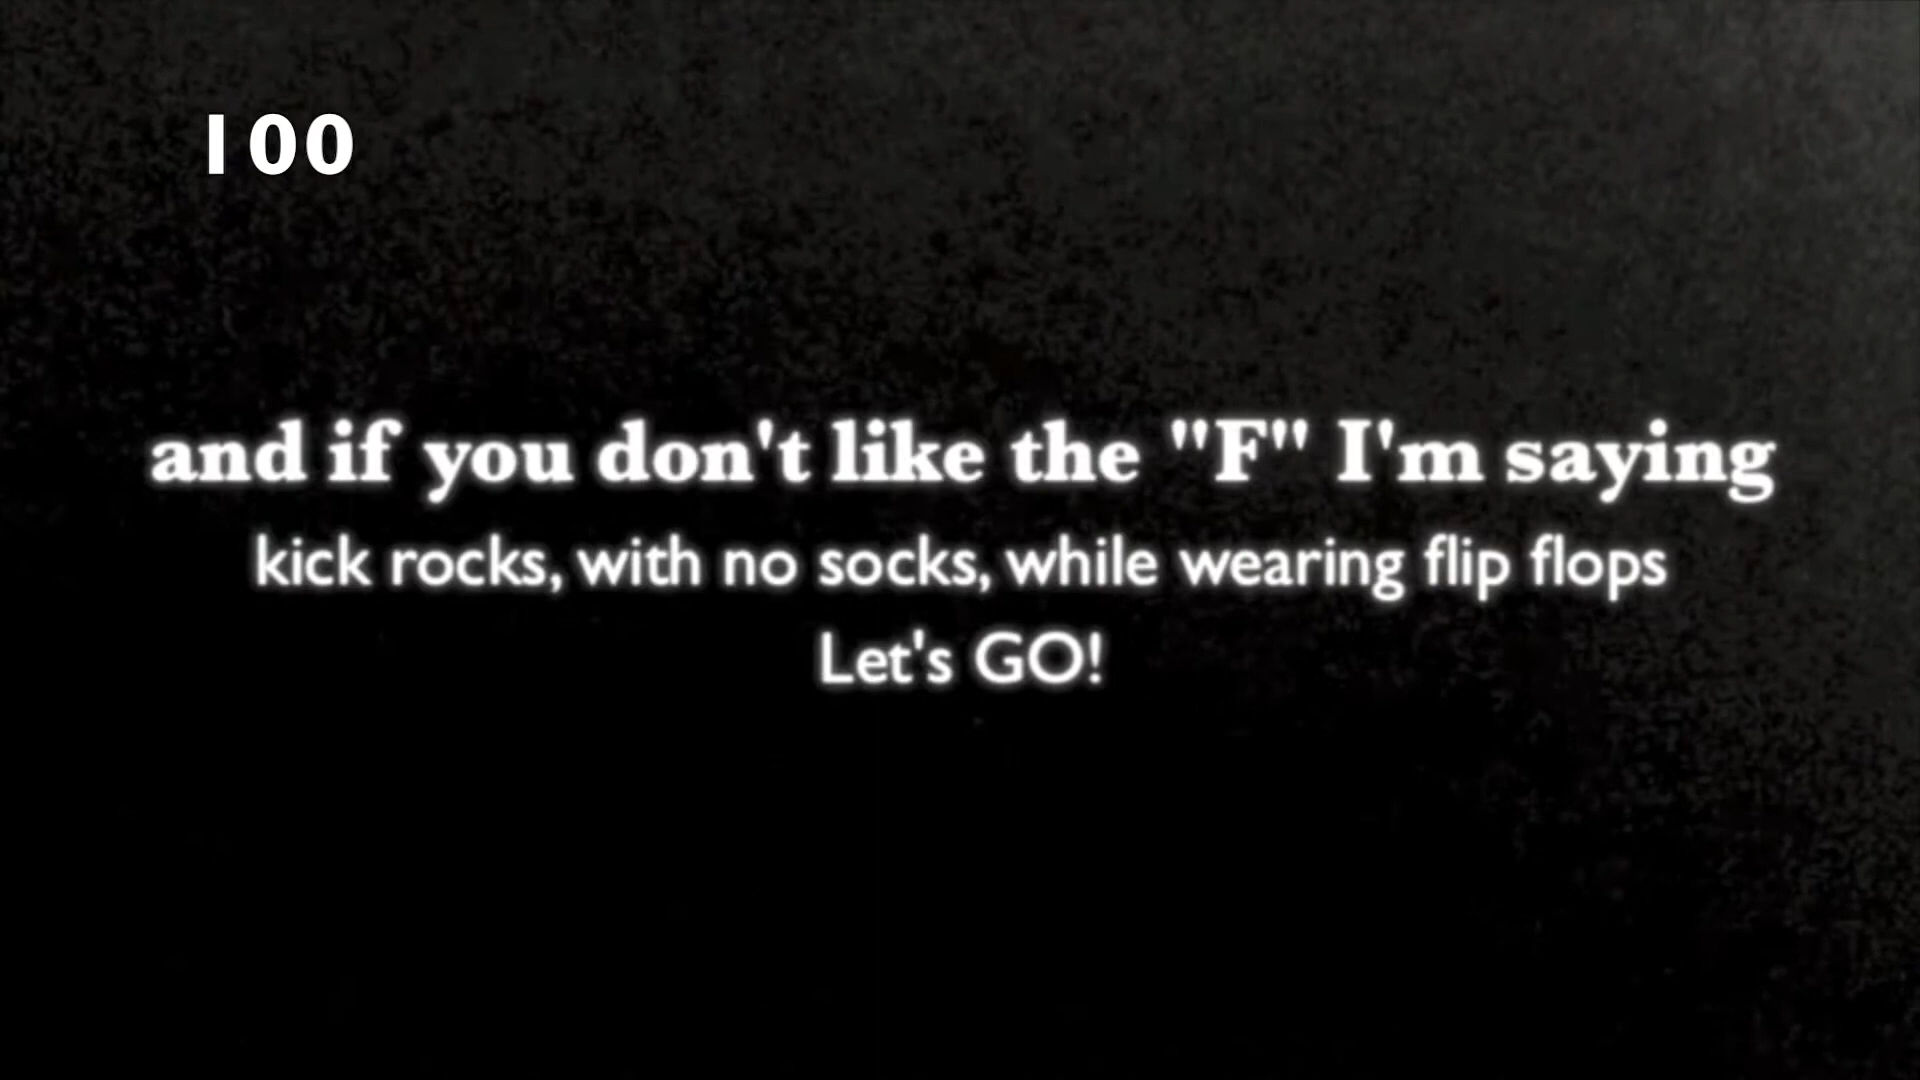 100
and if you don't like the "F" I'm saying
kick rocks, with no socks, while wearing flip flops
Let's GO!